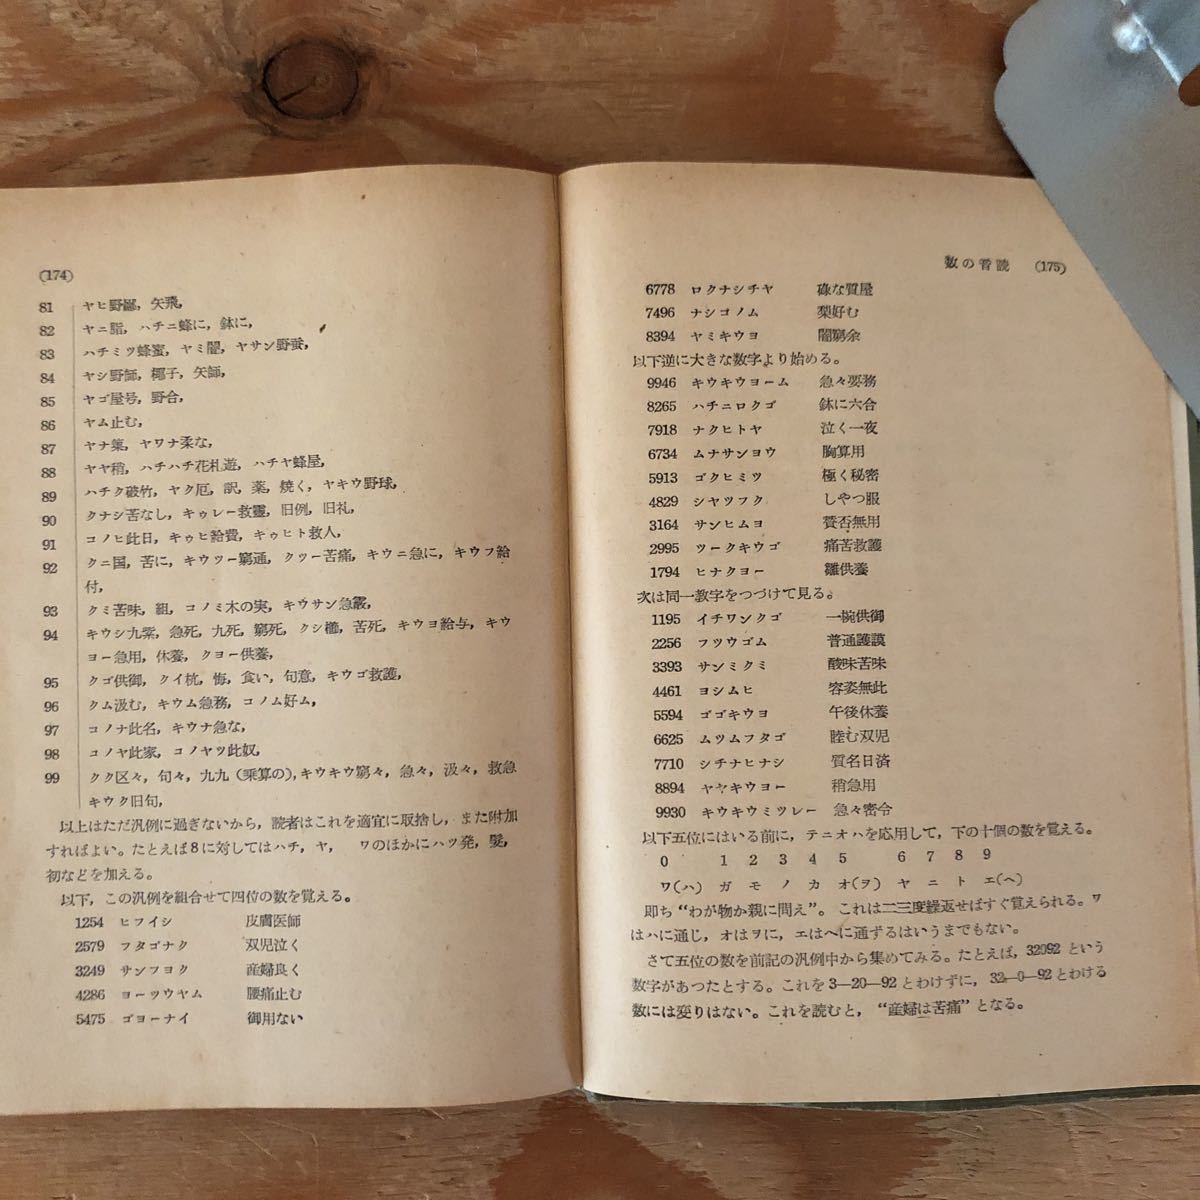 (174)
81 ヤヒ野鄙, 矢飛,
82 ヤニ脂, ハチニ蜂に, 鉢に,
83 ハチミツ蜂蜜, ヤミ闇, ヤサン野蚕,
84 ヤシ野師, 椰子, 矢師,
85 ヤゴ屋号, 野合,
86 ヤム止む,
87 ヤナ簗, ヤワナ柔な,
88 ヤヤ稍, ハチハチ花札遊, ハチヤ蜂屋,
89 ハチク破竹, ヤク厄, 訳, 薬, 焼く, ヤキウ野球,
90 クナシ苦なし, キゥレー救霊, 旧例, 旧礼,
91 コノヒ此日, キゥヒ給費, キゥヒト救人,
92 クニ国, 苦に, キウツー窮通, クツー苦痛, キウニ急に, キウフ給
付,
93 クミ苦味, 組, コノミ木の実, キウサン急霰,
94 キウシ九紫, 急死, 九死, 窮死, クシ櫛, 苦死, キウヨ給与, キウ
ヨー急用, 休養, クヨー供養,
95 クゴ供御, クイ杭, 悔, 食い, 句意, キウゴ救護,
96 クム汲む, キウム急務, コノム好ム,
97 コノナ此名, キウナ急な,
98 コノヤ此家, コノヤツ此奴,
99 クク区々, 句々, 九九(乗算の), キウキウ窮々, 急々, 汲々, 救急
キウク旧句,
以上はただ汎例に過ぎないから, 読者はこれを適宜に取捨し, また附加
すればよい。たとえば8に対してはハチ, ヤ, ワのほかにハツ発, 髪,
初などを加える。
以下, この汎例を組合せて四位の数を覚える。
1254 ヒフイシ 皮膚医師
2579 フタゴナク 双児泣く
3249 サンフヨク 産婦良く
4286 ヨーツウヤム 腰痛止む
5475 ゴヨーナイ 御用ない
数の看読 (175)
6778 ロクナシチヤ 碌な質屋
7496 ナシコノム 梨好む
8394 ヤミキウヨ 闇窮余
以下逆に大きな数字より始める。
9946 キウキウヨーム 急々要務
8265 ハチニロクゴ 鉢に六合
7918 ナクヒトヤ 泣く一夜
6734 ムナサンヨウ 胸算用
5913 ゴクヒミツ 極く秘密
4829 シヤツフク しやつ服
3164 サンヒムヨ 賛否無用
2995 ツークキウゴ 痛苦救護
1794 ヒナクヨー 雛供養
次は同一数字をつづけて見る。
1195 イチワンクゴ 一椀供御
2256 フツウゴム 普通護謨
3393 サンミクミ 酸味苦味
4461 ヨシムヒ 容姿無比
5594 ゴゴキウヨ 午後休養
6625 ムツムフタゴ 睦む双児
7710 シチナヒナシ 質名日済
8894 ヤヤキウヨー 稍急用
9930 キウキウミツレー 急々密令
以下五位にはいる前に, テニオハを応用して, 下の十個の数を覚える。
0 1 2 3 4 5 6 7 8 9
ワ(ハ) ガ モ ノ カ オ(ヲ) ヤ ニ ト エ(ヘ)
即ち“わが物か親に問え”。これは二三度繰返せばすぐ覚えられる。ワ
はハに通じ, オはヲに, エはヘに通ずるはいうまでもない。
さて五位の数を前記の汎例中から集めてみる。たとえば, 32092 という
数字があつたとする。これを 3—20—92 とわけずに, 32—0—92とわける
数には変りはない。これを読むと, “産婦は苦痛”となる。